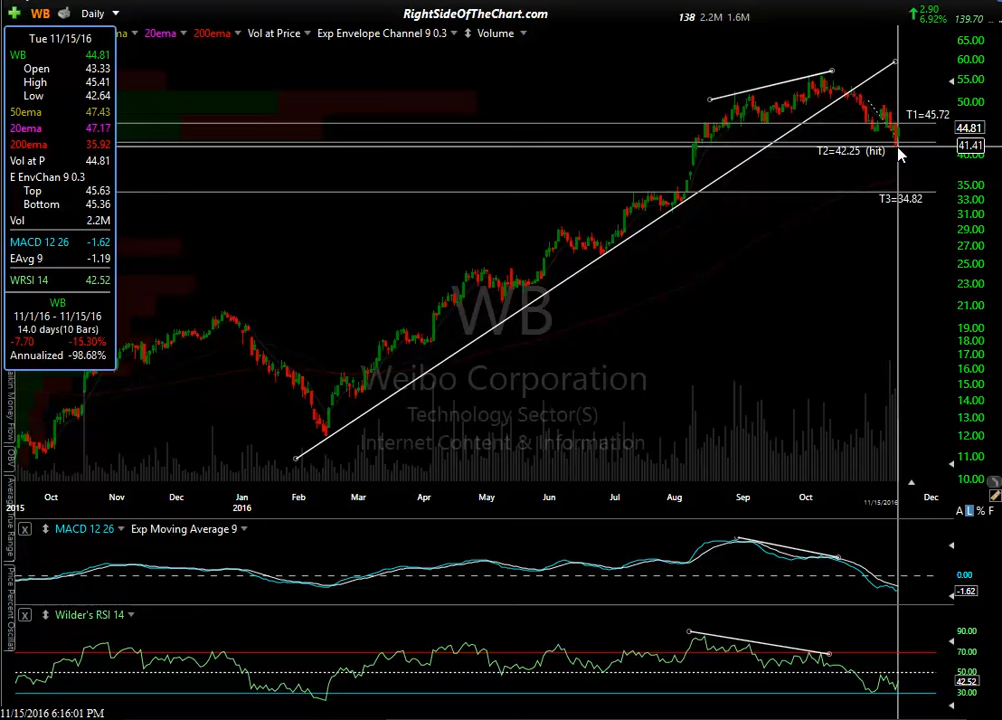 WB Daily RightSideOfTheChart.com 138 2.2M 1.6M 2.90 6.92% 139.70
ma 20ema 200ema Vol at Price Exp Envelope Channel 9 0.3 Volume
Tue 11/15/16
WB 44.81
Open 43.33
High 45.41
Low 42.64
50ema 47.43
20ema 47.17
200ema 35.92
Vol at P 44.81
E EnvChan 9 0.3
Top 45.63
Bottom 45.36
Vol 2.2M
MACD 12 26 -1.62
EAvg 9 -1.19
WRSI 14 42.52
WB
11/1/16 - 11/15/16
14.0 days(10 Bars)
-7.70 -15.30%
Annualized -98.68%
T1=45.72
T2=42.25 (hit)
T3=34.82
65.00
60.00
55.00
50.00
44.81
41.41
40.00
35.00
33.00
31.00
29.00
27.00
25.00
23.00
21.00
19.00
18.00
17.00
16.00
15.00
14.00
13.00
12.00
11.00
10.00
WB
Weibo Corporation
Technology Sector(S)
Internet Content & Information
Oct Nov Dec Jan Feb Mar Apr May Jun Jul Aug Sep Oct 11/15/2016 Dec
2015 2016
A L % F
Money Flow
OBV
Average True Range
Price Percent Oscillat
X MACD 12 26 Exp Moving Average 9
0.00
-1.62
X Wilder's RSI 14
90.00
70.00
50.00
42.52
30.00
11/15/2016 6:16:01 PM